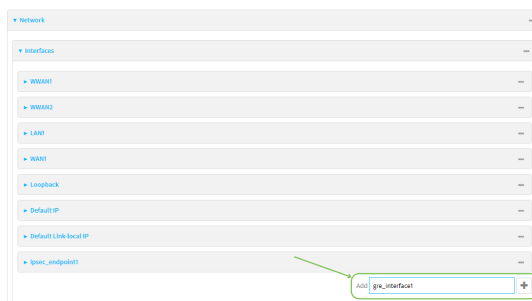 Network
Interfaces
WWAN1
WWAN2
LAN1
WAN1
Loopback
Default IP
Default Link-local IP
ipsec_endpoint1
Add gre_interface1